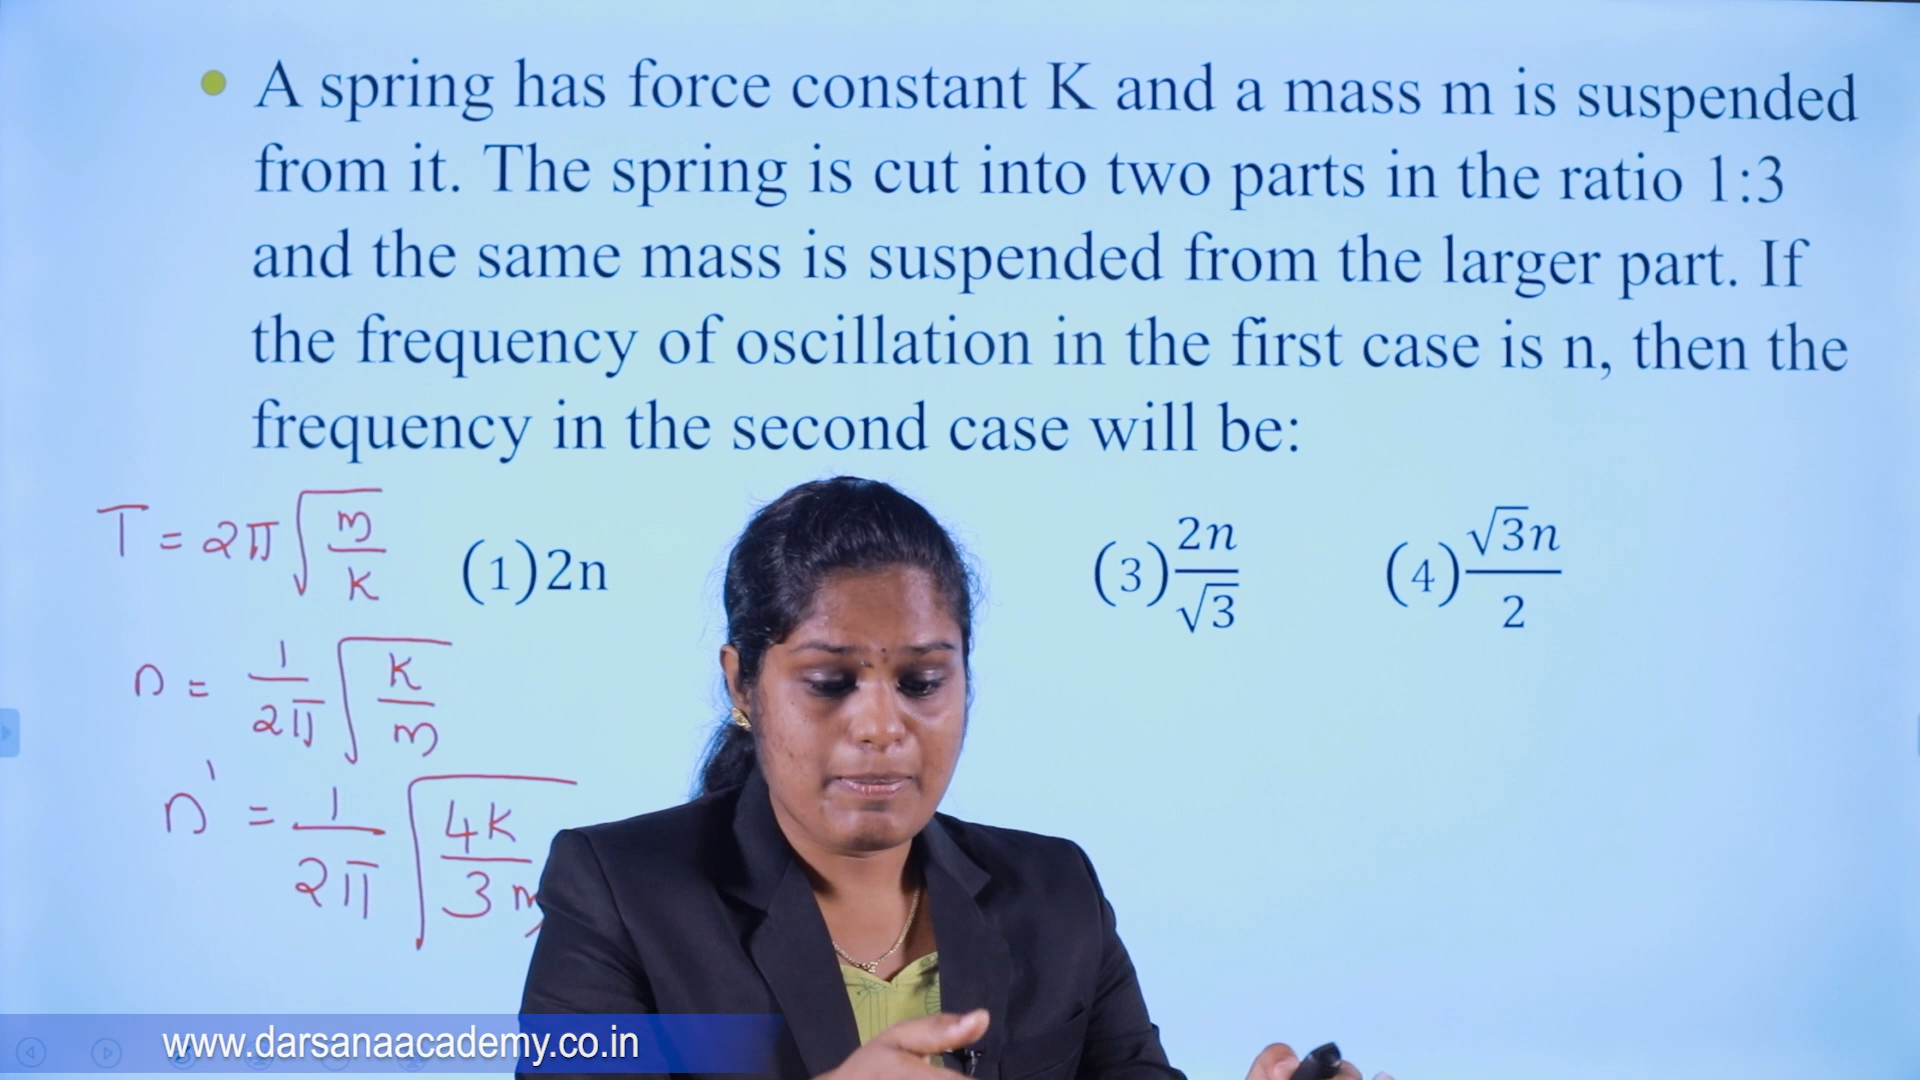 A spring has force constant K and a mass m is suspended
from it. The spring is cut into two parts in the ratio 1:3
and the same mass is suspended from the larger part. If
the frequency of oscillation in the first case is n, then the
frequency in the second case will be:
T = 2π √(m/k)
(1) 2n
(3) 2n/√3
(4) √3n/2
n = 1/2π √(k/m)
n' = 1/2π √(4k/3m)
www.darsanaacademy.co.in